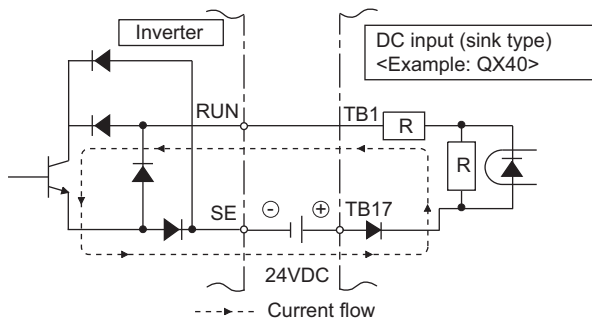 Inverter
DC input (sink type)
<Example: QX40>
RUN
TB1
R
R
SE
⊖
⊕
TB17
24VDC
Current flow